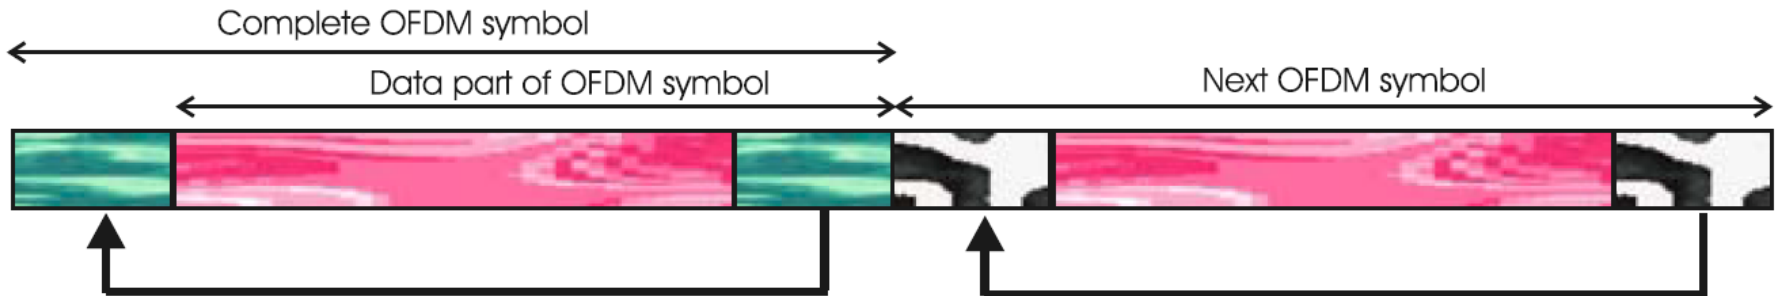 Complete OFDM symbol
Data part of OFDM symbol
Next OFDM symbol